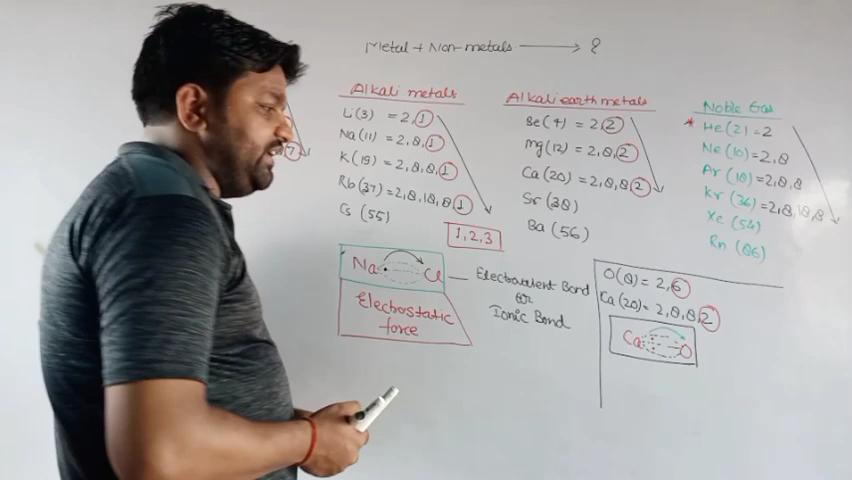 Metal + Non-metals → ?
Alkali metals
Li(3) = 2,1
Na(11) = 2,8,1
K(19) = 2,8,8,1
Rb(37) = 2,8,18,8,1
Cs (55)
1,2,3
Alkali earth metals
Be(4) = 2,2
Mg(12) = 2,8,2
Ca(20) = 2,8,8,2
Sr(38)
Ba(56)
Noble Gas
* He(2) = 2
Ne(10) = 2,8
Ar(18) = 2,8,8
Kr(36) = 2,8,18,8
Xe(54)
Rn(86)
7
Na Cl
Electrostatic
force
Electrovalent Bond
or
Ionic Bond
O(8) = 2,6
Ca(20) = 2,8,8,2
Ca O